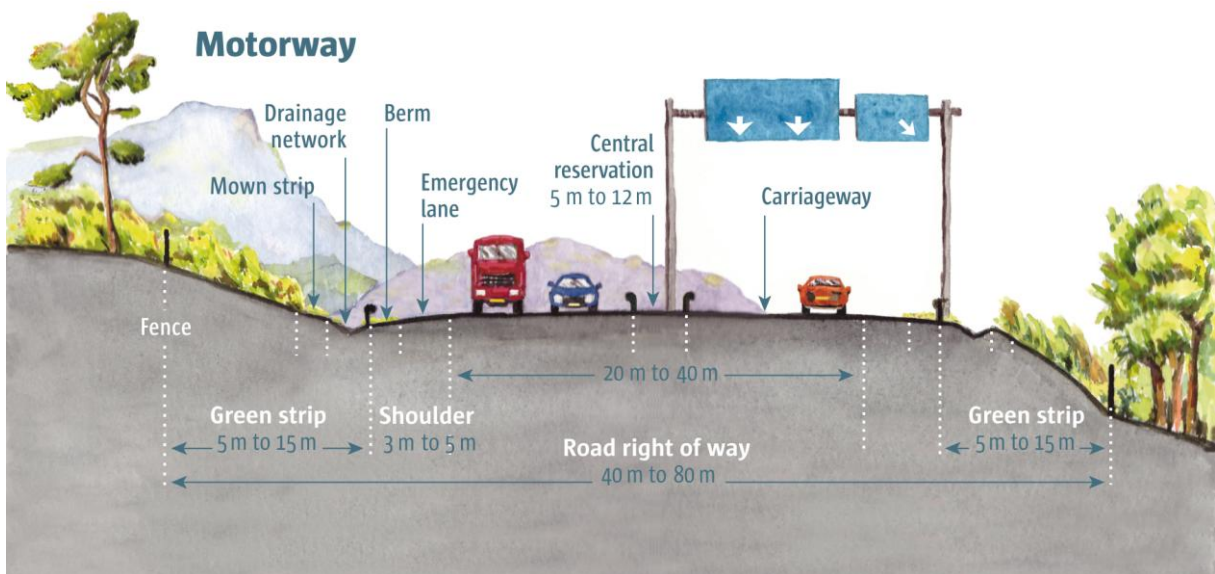 Motorway
Drainage
network
Berm
Mown strip
Emergency
lane
Central
reservation
5 m to 12 m
Carriageway
Fence
20 m to 40 m
Green strip
5 m to 15 m
Shoulder
3 m to 5 m
Road right of way
40 m to 80 m
Green strip
5 m to 15 m